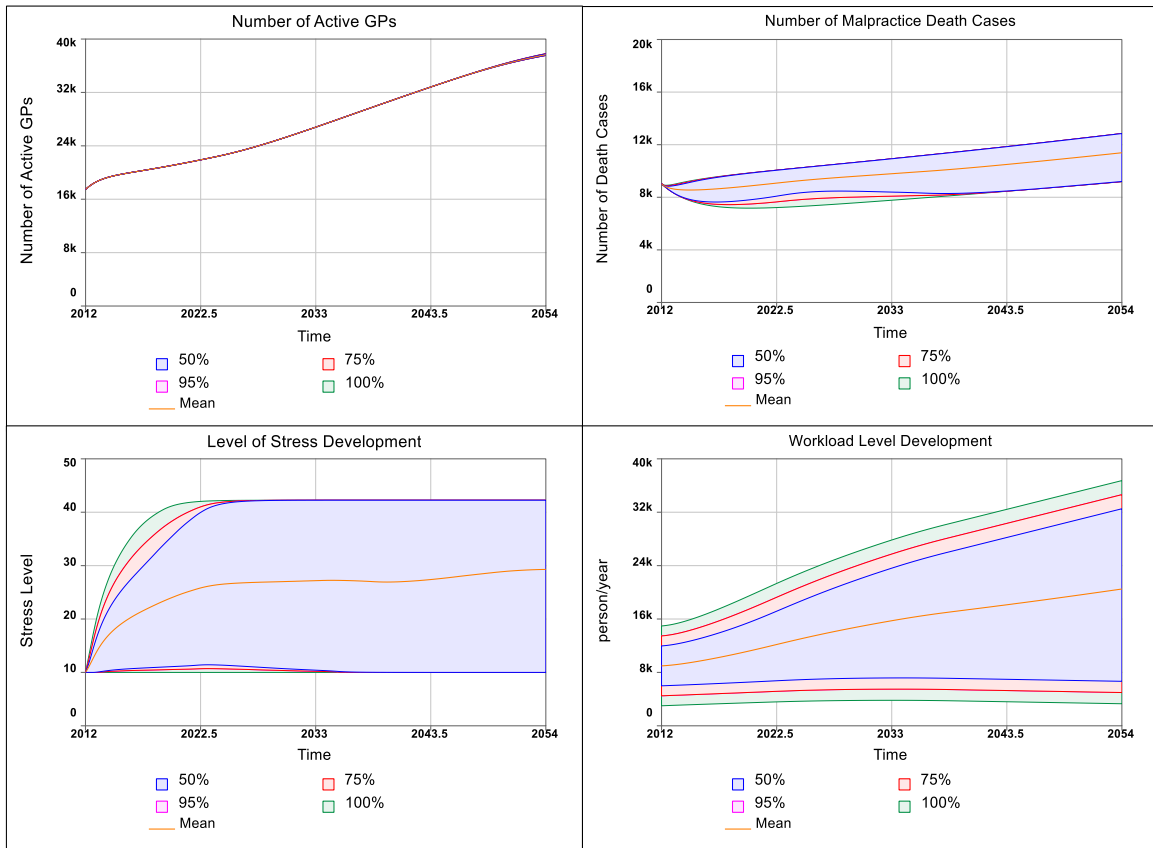 Number of Active GPs
Number of Active GPs
40k
32k
24k
16k
8k
0
2012 2022.5 2033 2043.5 2054
Time
50% 75%
95% 100%
Mean
Number of Malpractice Death Cases
Number of Death Cases
20k
16k
12k
8k
4k
0
2012 2022.5 2033 2043.5 2054
Time
50% 75%
95% 100%
Mean
Level of Stress Development
Stress Level
50
40
30
20
10
0
2012 2022.5 2033 2043.5 2054
Time
50% 75%
95% 100%
Mean
Workload Level Development
person/year
40k
32k
24k
16k
8k
0
2012 2022.5 2033 2043.5 2054
Time
50% 75%
95% 100%
Mean